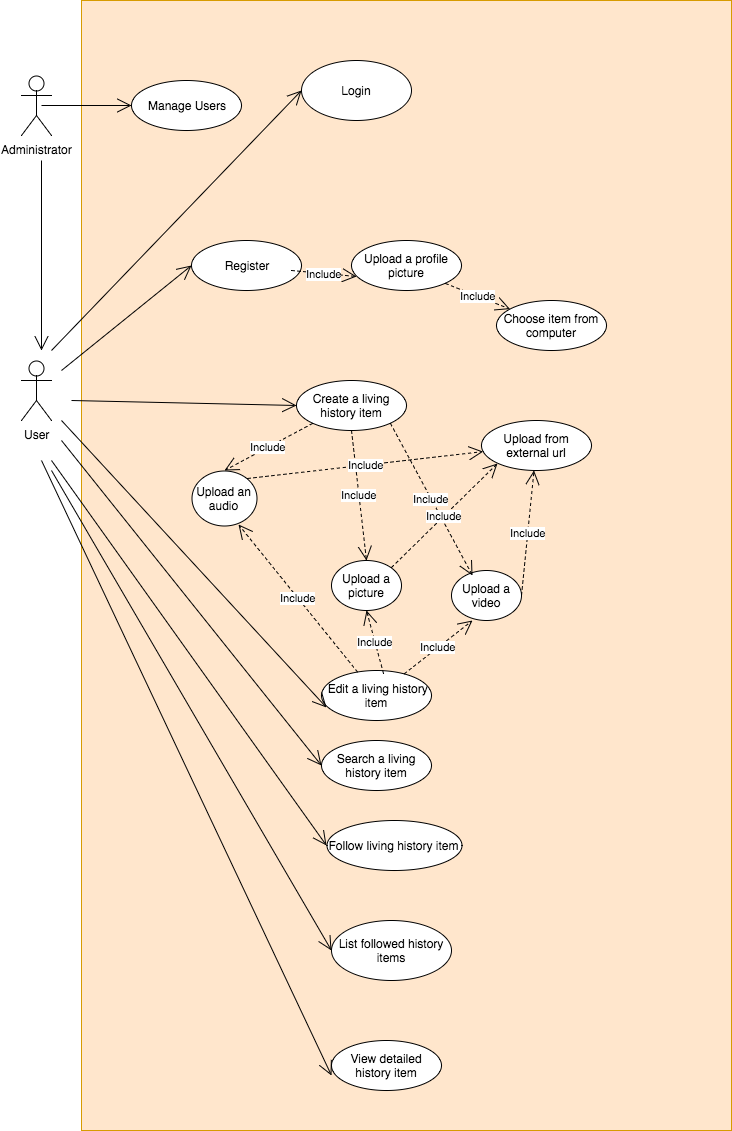 Login
Manage Users
Administrator
Upload a profile
picture
Register
Include
Include
Choose item from
computer
Create a living
history item
User
Upload from
external url
Include
Include
Upload an
audio
Include
Include
Include
Include
Upload a
picture
Upload a
video
Include
Include
Include
Edit a living history
item
Search a living
history item
Follow living history item
List followed history
items
View detailed
history item